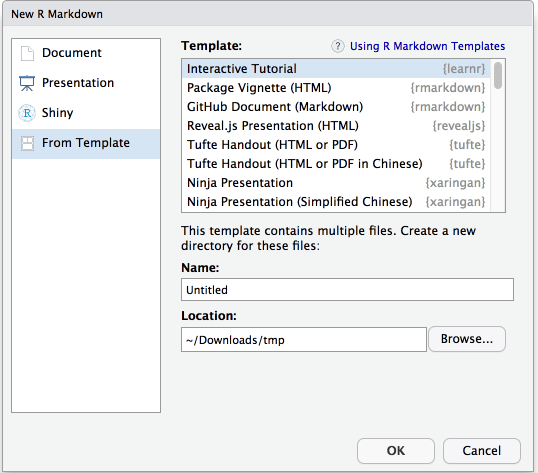 New R Markdown
Document
Presentation
R Shiny
From Template
Template: ? Using R Markdown Templates
Interactive Tutorial {learnr}
Package Vignette (HTML) {rmarkdown}
GitHub Document (Markdown) {rmarkdown}
Reveal.js Presentation (HTML) {revealjs}
Tufte Handout (HTML or PDF) {tufte}
Tufte Handout (HTML or PDF in Chinese) {tufte}
Ninja Presentation {xaringan}
Ninja Presentation (Simplified Chinese) {xaringan}
This template contains multiple files. Create a new
directory for these files:
Name:
Untitled
Location:
~/Downloads/tmp Browse...
OK Cancel